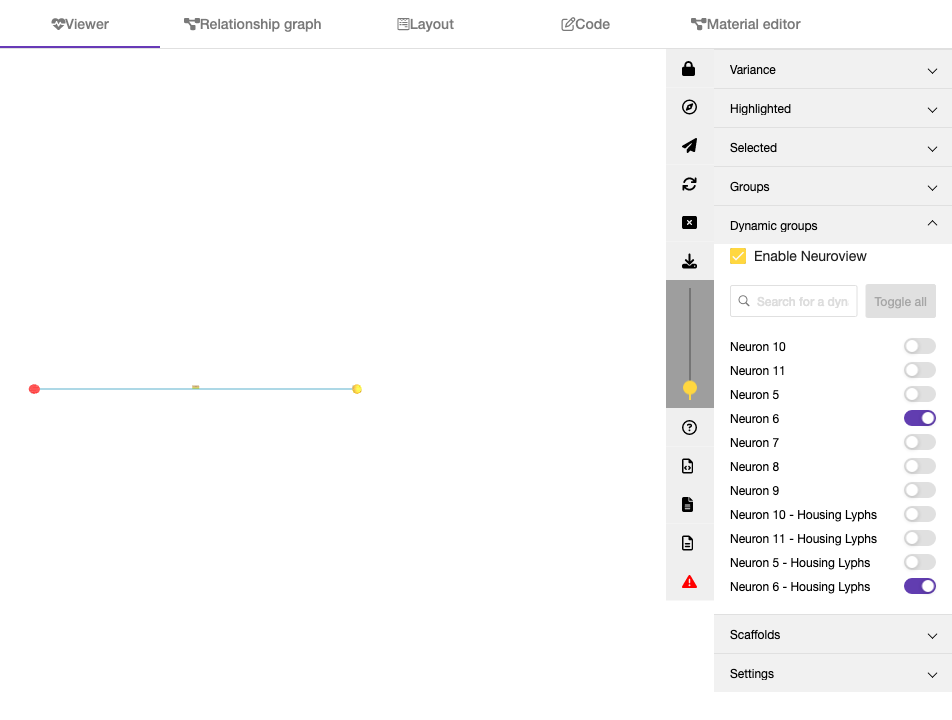 Viewer
Relationship graph
Layout
Code
Material editor
Variance
Highlighted
Selected
Groups
Dynamic groups
Enable Neuroview
Search for a dyn
Toggle all
Neuron 10
Neuron 11
Neuron 5
Neuron 6
Neuron 7
Neuron 8
Neuron 9
Neuron 10 - Housing Lyphs
Neuron 11 - Housing Lyphs
Neuron 5 - Housing Lyphs
Neuron 6 - Housing Lyphs
Scaffolds
Settings